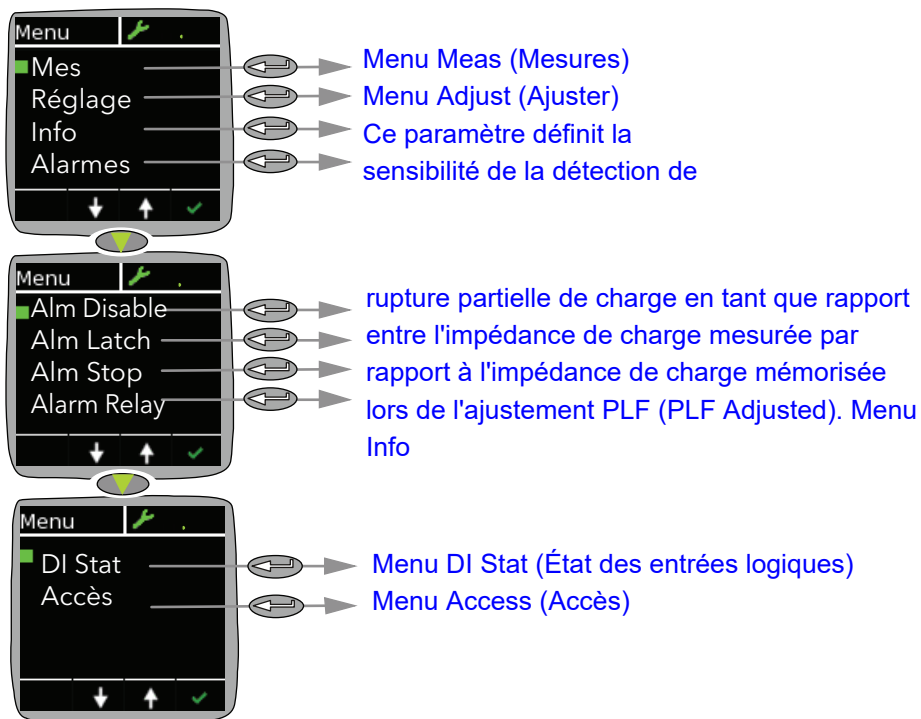 Menu
Mes
Réglage
Info
Alarmes
Menu Meas (Mesures)
Menu Adjust (Ajuster)
Ce paramètre définit la
sensibilité de la détection de
Menu
Alm Disable
Alm Latch
Alm Stop
Alarm Relay
rupture partielle de charge en tant que rapport
entre l'impédance de charge mesurée par
rapport à l'impédance de charge mémorisée
lors de l'ajustement PLF (PLF Adjusted). Menu
Info
Menu
DI Stat
Accès
Menu DI Stat (État des entrées logiques)
Menu Access (Accès)